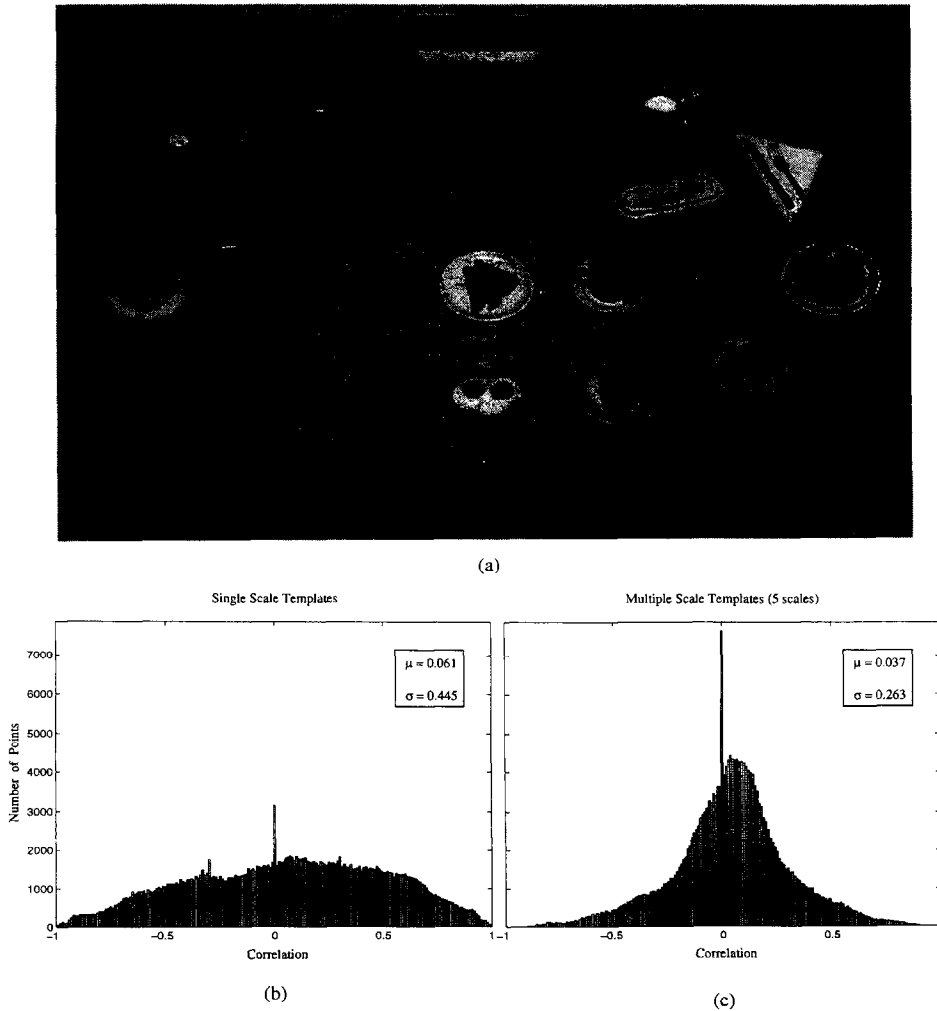 (a)
Single Scale Templates
Number of Points
7000
6000
5000
4000
3000
2000
1000
0
μ = 0.061
σ = 0.445
-1
-0.5
0
0.5
1
Correlation
(b)
Multiple Scale Templates (5 scales)
μ = 0.037
σ = 0.263
-1
-0.5
0
0.5
Correlation
(c)